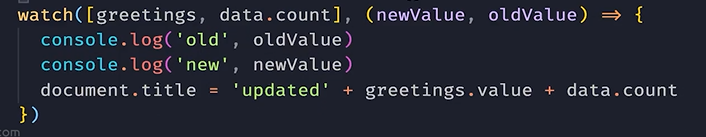 watch([greetings, data.count], (newValue, oldValue) => {
  console.log('old', oldValue)
  console.log('new', newValue)
  document.title = 'updated' + greetings.value + data.count
})
com